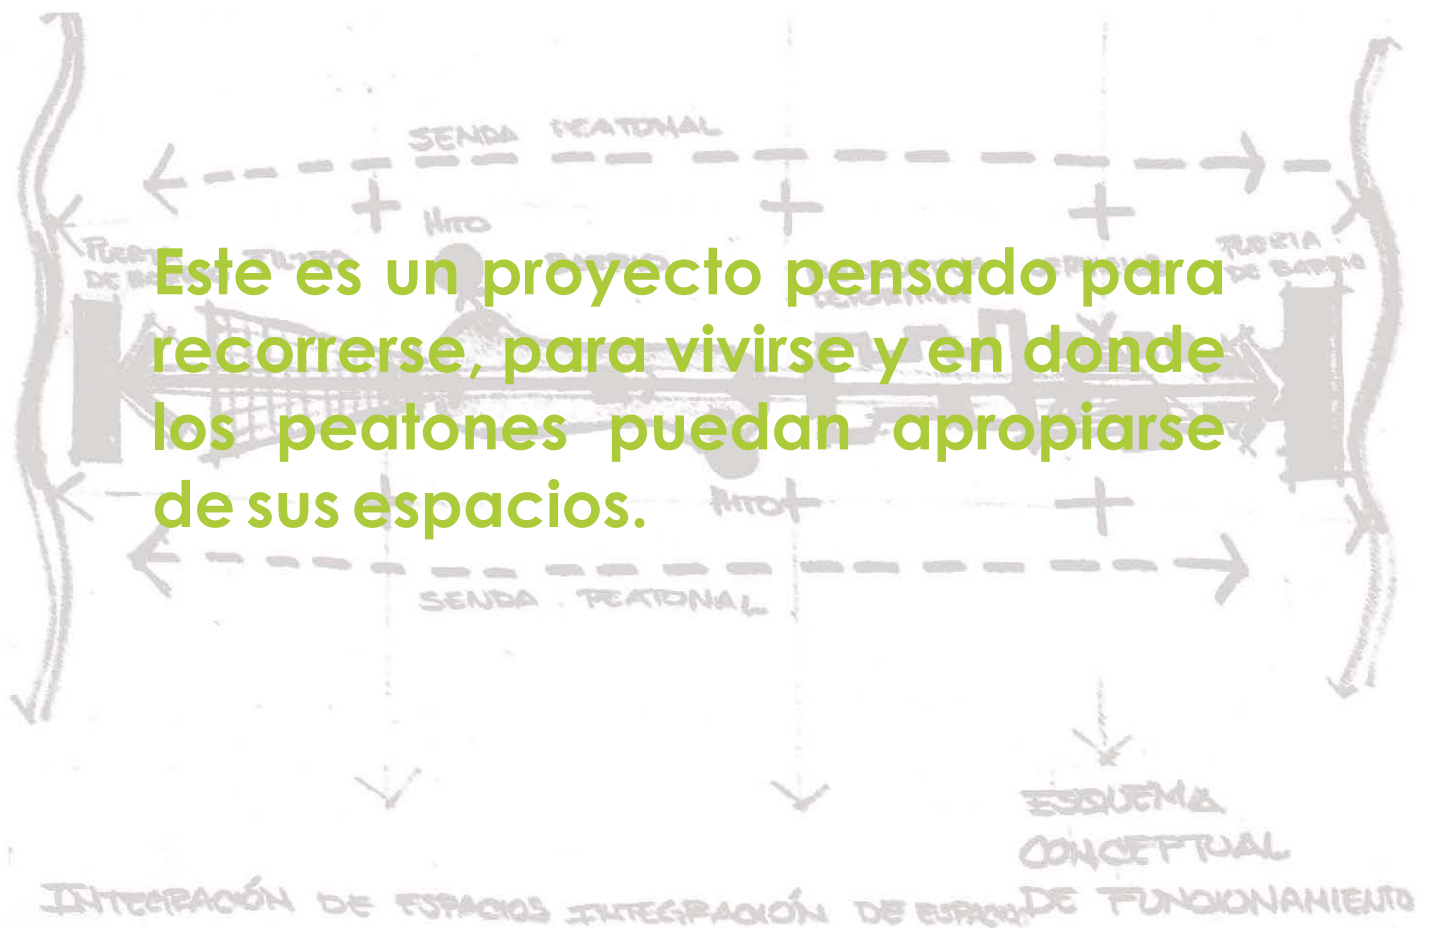 SENDA PEATONAL
HITO
PUERTA
DE BARRIO
Este es un proyecto pensado para
recorrerse, para vivirse y en donde
los peatones puedan apropiarse
de sus espacios.
HITO
SENDA PEATONAL
ESQUEMA
CONCEPTUAL
DE FUNCIONAMIENTO
INTEGRACIÓN DE ESPACIOS INTEGRACIÓN DE ESPACIO